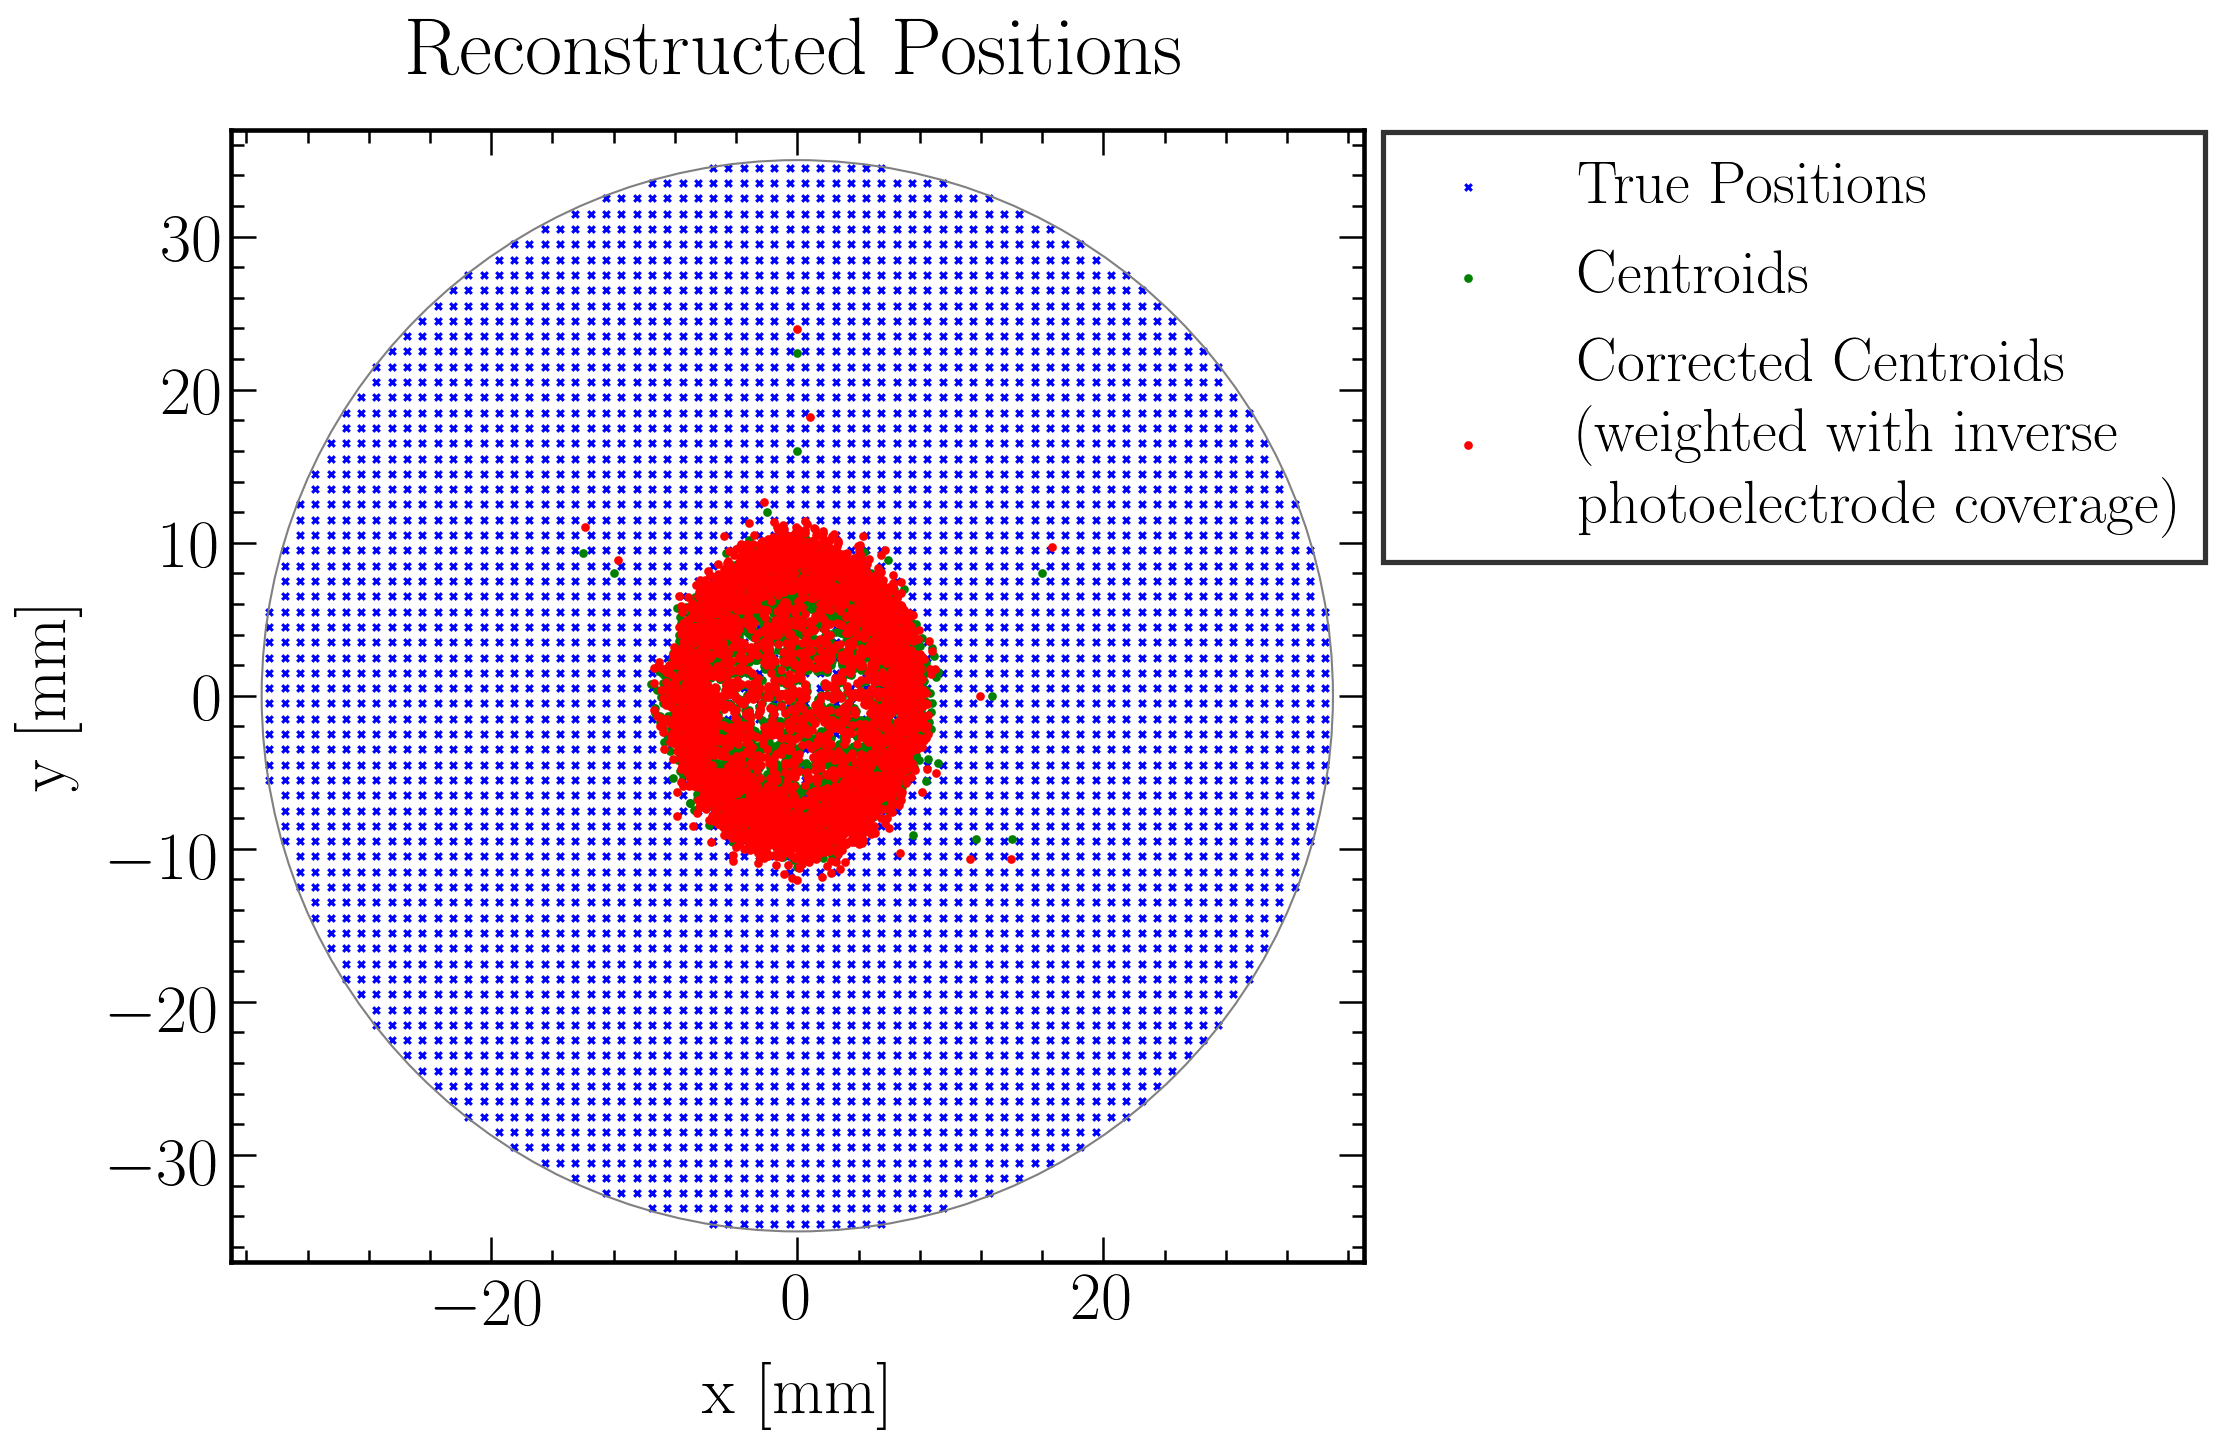 Reconstructed Positions
True Positions
Centroids
Corrected Centroids
(weighted with inverse
photoelectrode coverage)
30
20
10
0
−10
−20
−30
y [mm]
−20 0 20
x [mm]